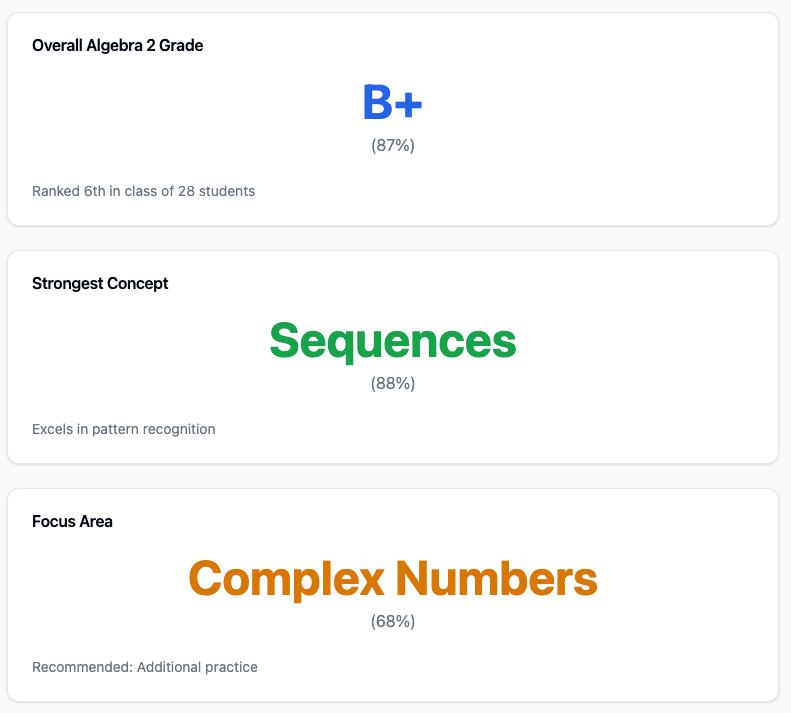 Overall Algebra 2 Grade
B+
(87%)
Ranked 6th in class of 28 students
Strongest Concept
Sequences
(88%)
Excels in pattern recognition
Focus Area
Complex Numbers
(68%)
Recommended: Additional practice